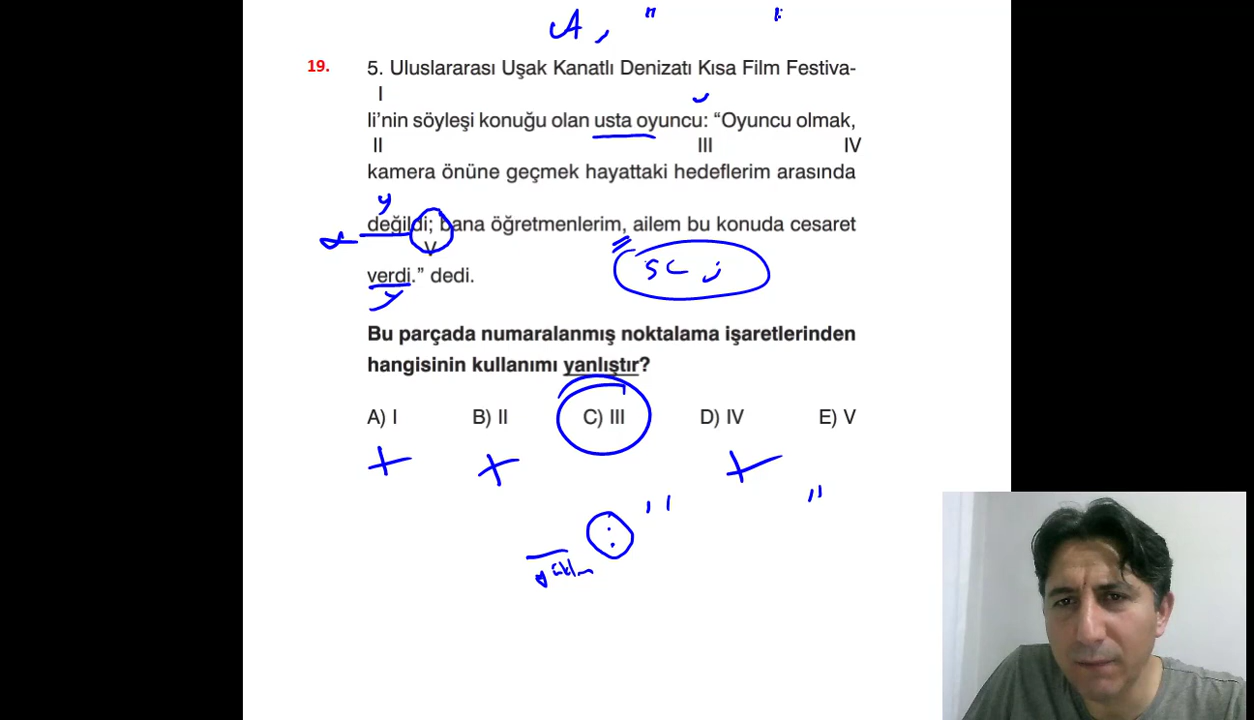 A, " "
19. 5. Uluslararası Uşak Kanatlı Denizatı Kısa Film Festiva-
I
li’nin söyleşi konuğu olan usta oyuncu: “Oyuncu olmak,
II III IV
kamera önüne geçmek hayattaki hedeflerim arasında
y
değildi; bana öğretmenlerim, ailem bu konuda cesaret
V
verdi.” dedi.
y
Bu parçada numaralanmış noktalama işaretlerinden
hangisinin kullanımı yanlıştır?
A) I B) II C) III D) IV E) V
: " "